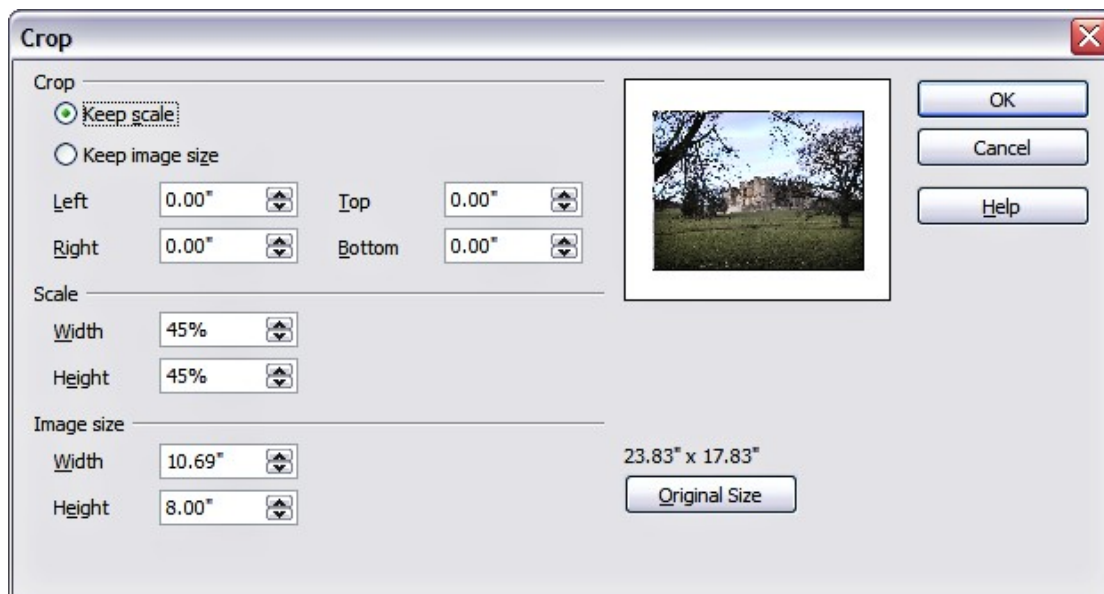 Crop
Crop
Keep scale
Keep image size
Left 0.00" Top 0.00"
Right 0.00" Bottom 0.00"
Scale
Width 45%
Height 45%
Image size
Width 10.69"
Height 8.00"
23.83" x 17.83"
Original Size
OK
Cancel
Help